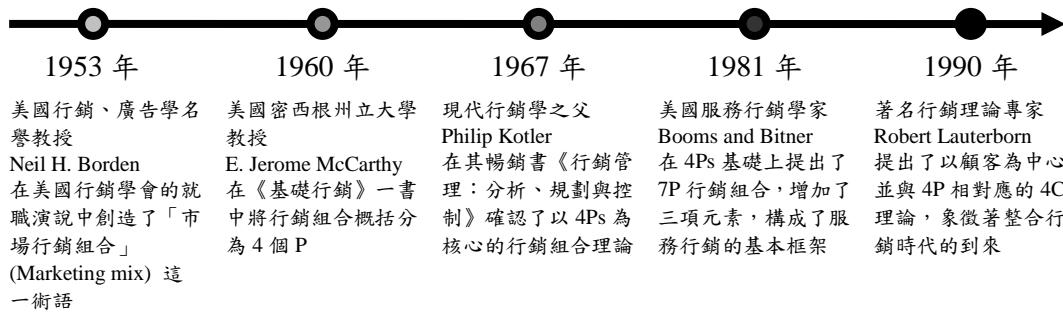 1953 年
美國行銷、廣告學名
譽教授
Neil H. Borden
在美國行銷學會的就
職演說中創造了「市
場行銷組合」
(Marketing mix) 這
一術語
1960 年
美國密西根州立大學
教授
E. Jerome McCarthy
在《基礎行銷》一書
中將行銷組合概括分
為 4 個 P
1967 年
現代行銷學之父
Philip Kotler
在其暢銷書《行銷管
理：分析、規劃與控
制》確認了以 4Ps 為
核心的行銷組合理論
1981 年
美國服務行銷學家
Booms and Bitner
在 4Ps 基礎上提出了
7P 行銷組合，增加了
三項元素，構成了服
務行銷的基本框架
1990 年
著名行銷理論專家
Robert Lauterborn
提出了以顧客為中心
並與 4P 相對應的 4C
理論，象徵著整合行
銷時代的到來